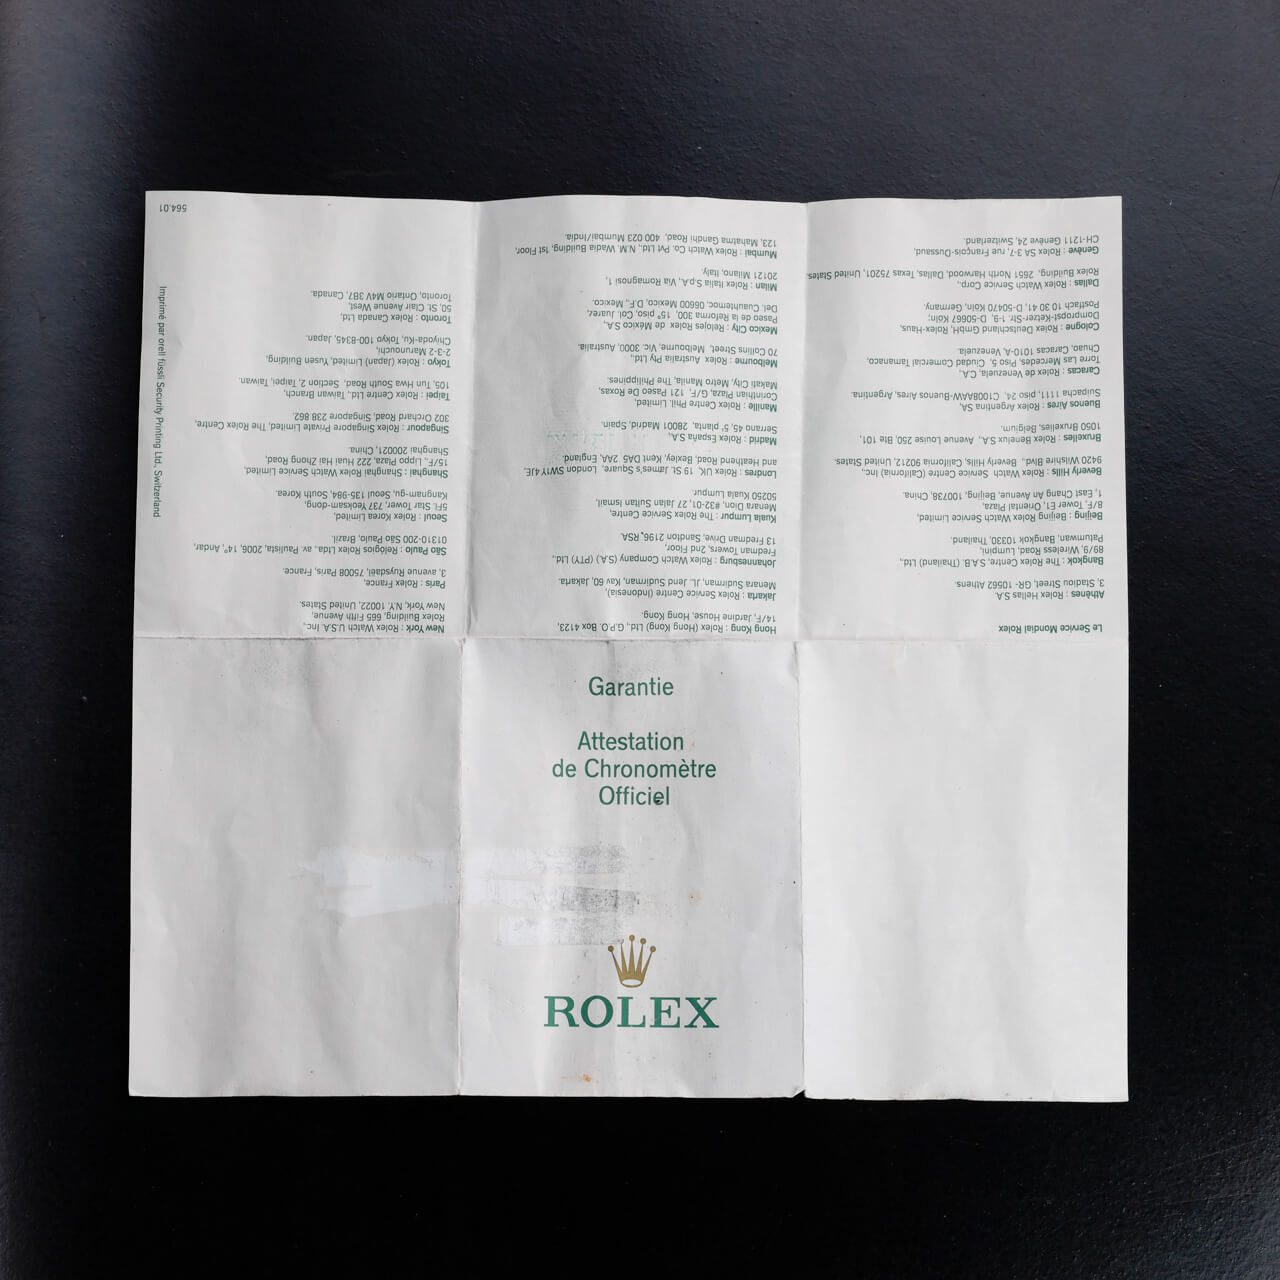 Garantie
Attestation
de Chronomètre
Officiel
ROLEX
Le Service Mondial Rolex
Athènes : Rolex Hellas S.A.
3, Stadiou Street, GR- 10562 Athens.
Bangkok : The Rolex Centre, S.A.B. (Thailand) Ltd.,
89/9, Wireless Road, Lumpini,
Patumwan, Bangkok 10330, Thailand.
Beijing : Beijing Rolex Watch Service Limited,
8/F, Tower E1, Oriental Plaza,
1, East Chang An Avenue, Beijing, 100738, China.
Beverly Hills : Rolex Watch Service Centre (California) Inc.,
9420 Wilshire Blvd., Beverly Hills, California 90212, United States.
Bruxelles : Rolex Benelux S.A., Avenue Louise 250, Bte 101,
1050 Bruxelles, Belgium.
Buenos Aires : Rolex Argentina SA,
Suipacha 1111, piso 24, C1008AAW-Buenos Aires, Argentina.
Caracas : Rolex de Venezuela, C.A.,
Torre Las Mercedes, Piso 5, Ciudad Comercial Tamanaco,
Chuao, Caracas 1010-A, Venezuela.
Cologne : Rolex Deutschland GmbH, Rolex-Haus,
Dompropst-Ketzer-Str. 1-9, D-50667 Köln;
Postfach 10 30 41, D-50470 Köln, Germany.
Dallas : Rolex Watch Service Corp.,
Rolex Building, 2651 North Harwood, Dallas, Texas 75201, United States.
Genève : Rolex SA 3-7, rue François-Dussaud,
CH-1211 Genève 24, Switzerland.
Hong Kong : Rolex (Hong Kong) Ltd., G.P.O. Box 4123,
14/F, Jardine House, Hong Kong.
Jakarta : Rolex Service Centre (Indonesia),
Menara Sudirman, JL. Jend Sudirman, Kav 60, Jakarta.
Johannesburg : Rolex Watch Company (S.A.) (PTY) Ltd.,
Fredman Towers, 2nd Floor,
13 Fredman Drive, Sandton 2196, RSA.
Kuala Lumpur : The Rolex Service Centre,
Menara Dion, #32-01, 27 Jalan Sultan Ismail,
50250 Kuala Lumpur.
Londres : Rolex UK, 19 St. James's Square, London SW1Y4JE,
and Heathend Road, Bexley, Kent DA5 2AA, England.
Madrid : Rolex España S.A.,
Serrano 45, 5ª planta, 28001 Madrid, Spain.
Manille : Rolex Centre Phil. Limited,
Corinthian Plaza, G/F, 121 Paseo De Roxas,
Makati City, Metro Manila, The Philippines.
Melbourne : Rolex Australia Pty Ltd.,
70 Collins Street, Melbourne, Vic. 3000, Australia.
Mexico City : Relojes Rolex de México S.A.,
Paseo de la Reforma 300, 15º piso, Col. Juarez,
Del. Cuauhtemoc, 06600 Mexico, D.F., Mexico.
Milan : Rolex Italia S.p.A., Via Romagnosi 1,
20121 Milano, Italy.
Mumbai : Rolex Watch Co. Pvt Ltd., N.M. Wadia Building, 1st Floor,
123, Mahatma Gandhi Road, 400 023 Mumbai/India.
New York : Rolex Watch U.S.A. Inc.,
Rolex Building, 665 Fifth Avenue,
New York, N.Y. 10022, United States.
Paris : Rolex France,
3, avenue Ruysdaël, 75008 Paris, France.
São Paulo : Relógios Rolex Ltda. av. Paulista, 2006, 14º, Andar,
01310-200 São Paulo, Brazil.
Seoul : Rolex Korea Limited,
5Fl. Star Tower, 737 Yeoksam-dong,
Kangnam-gu, Seoul 135-984, South Korea.
Shanghai : Shanghai Rolex Watch Service Limited,
15/F., Lippo Plaza, 222 Huai Hai Zhong Road,
Shanghai 200021, China.
Singapour : Rolex Singapore Private Limited, The Rolex Centre,
302 Orchard Road, Singapore 238 862.
Taipei : Rolex Centre Ltd., Taiwan Branch,
105, Tun Hwa South Road, Section 2, Taipei, Taiwan.
Tokyo : Rolex (Japan) Limited, Yusen Building,
2-3-2 Marunouchi,
Chiyoda-Ku, Tokyo 100-8345, Japan.
Toronto : Rolex Canada Ltd.
50, St. Clair Avenue West,
Toronto, Ontario M4V 3B7, Canada.
Imprimé par orell füssli Security Printing Ltd., Switzerland
564.01